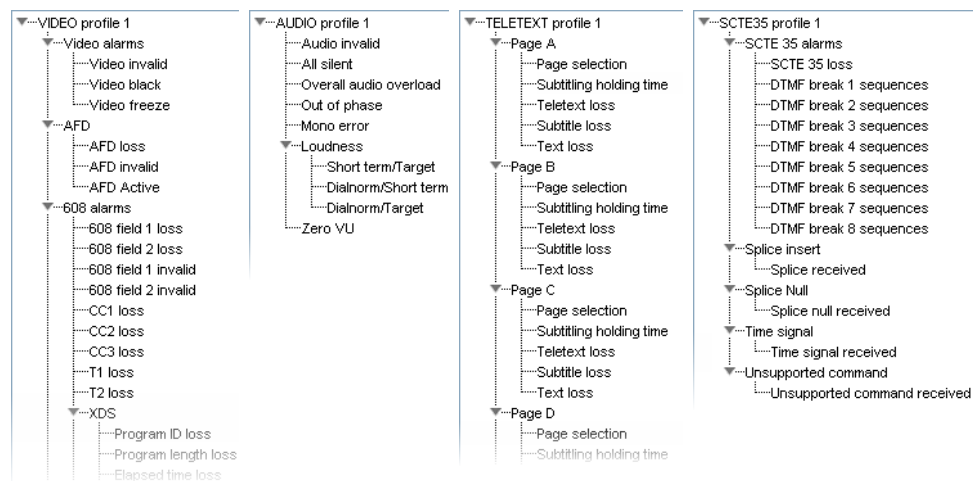 VIDEO profile 1
Video alarms
Video invalid
Video black
Video freeze
AFD
AFD loss
AFD invalid
AFD Active
608 alarms
608 field 1 loss
608 field 2 loss
608 field 1 invalid
608 field 2 invalid
CC1 loss
CC2 loss
CC3 loss
T1 loss
T2 loss
XDS
Program ID loss
Program length loss
Elapsed time loss
AUDIO profile 1
Audio invalid
All silent
Overall audio overload
Out of phase
Mono error
Loudness
Short term/Target
Dialnorm/Short term
Dialnorm/Target
Zero VU
TELETEXT profile 1
Page A
Page selection
Subtitling holding time
Teletext loss
Subtitle loss
Text loss
Page B
Page selection
Subtitling holding time
Teletext loss
Subtitle loss
Text loss
Page C
Page selection
Subtitling holding time
Teletext loss
Subtitle loss
Text loss
Page D
Page selection
Subtitling holding time
SCTE35 profile 1
SCTE 35 alarms
SCTE 35 loss
DTMF break 1 sequences
DTMF break 2 sequences
DTMF break 3 sequences
DTMF break 4 sequences
DTMF break 5 sequences
DTMF break 6 sequences
DTMF break 7 sequences
DTMF break 8 sequences
Splice insert
Splice received
Splice Null
Splice null received
Time signal
Time signal received
Unsupported command
Unsupported command received